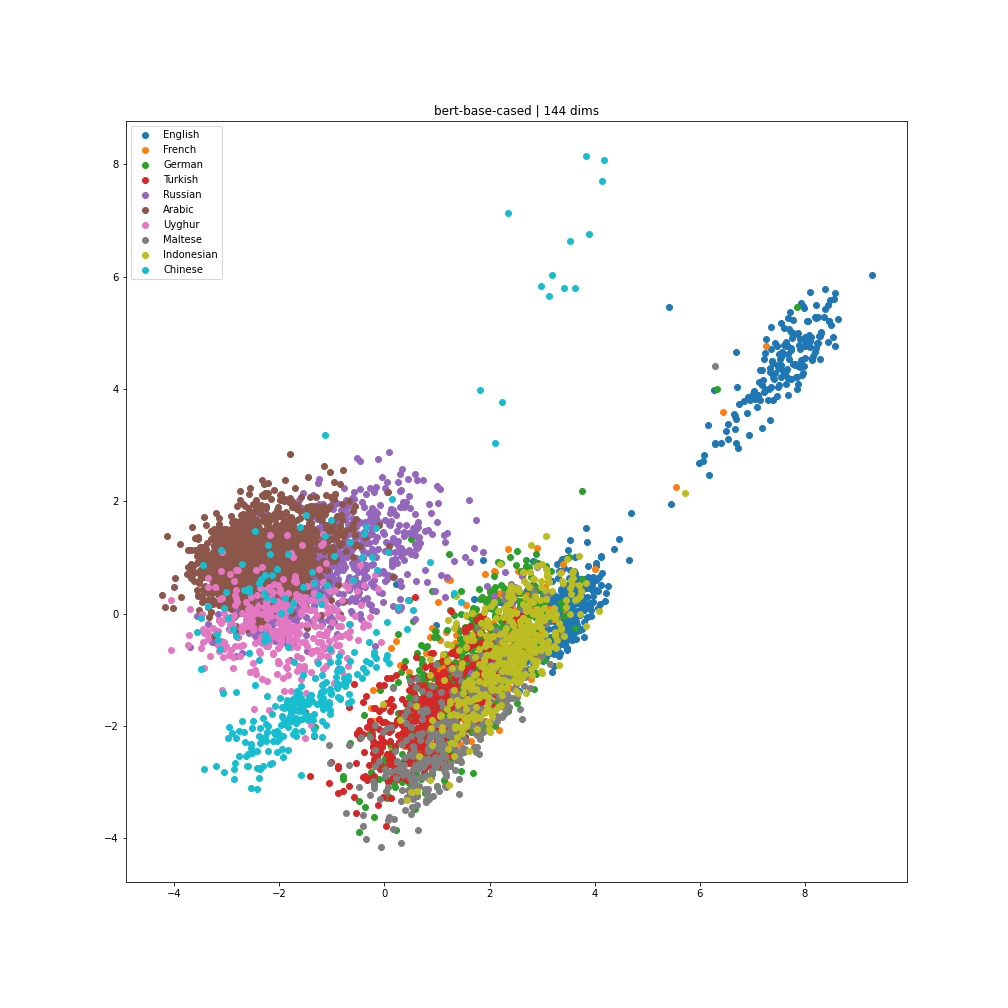 bert-base-cased | 144 dims
English
French
German
Turkish
Russian
Arabic
Uyghur
Maltese
Indonesian
Chinese
8
6
4
2
0
−2
−4
−4 −2 0 2 4 6 8